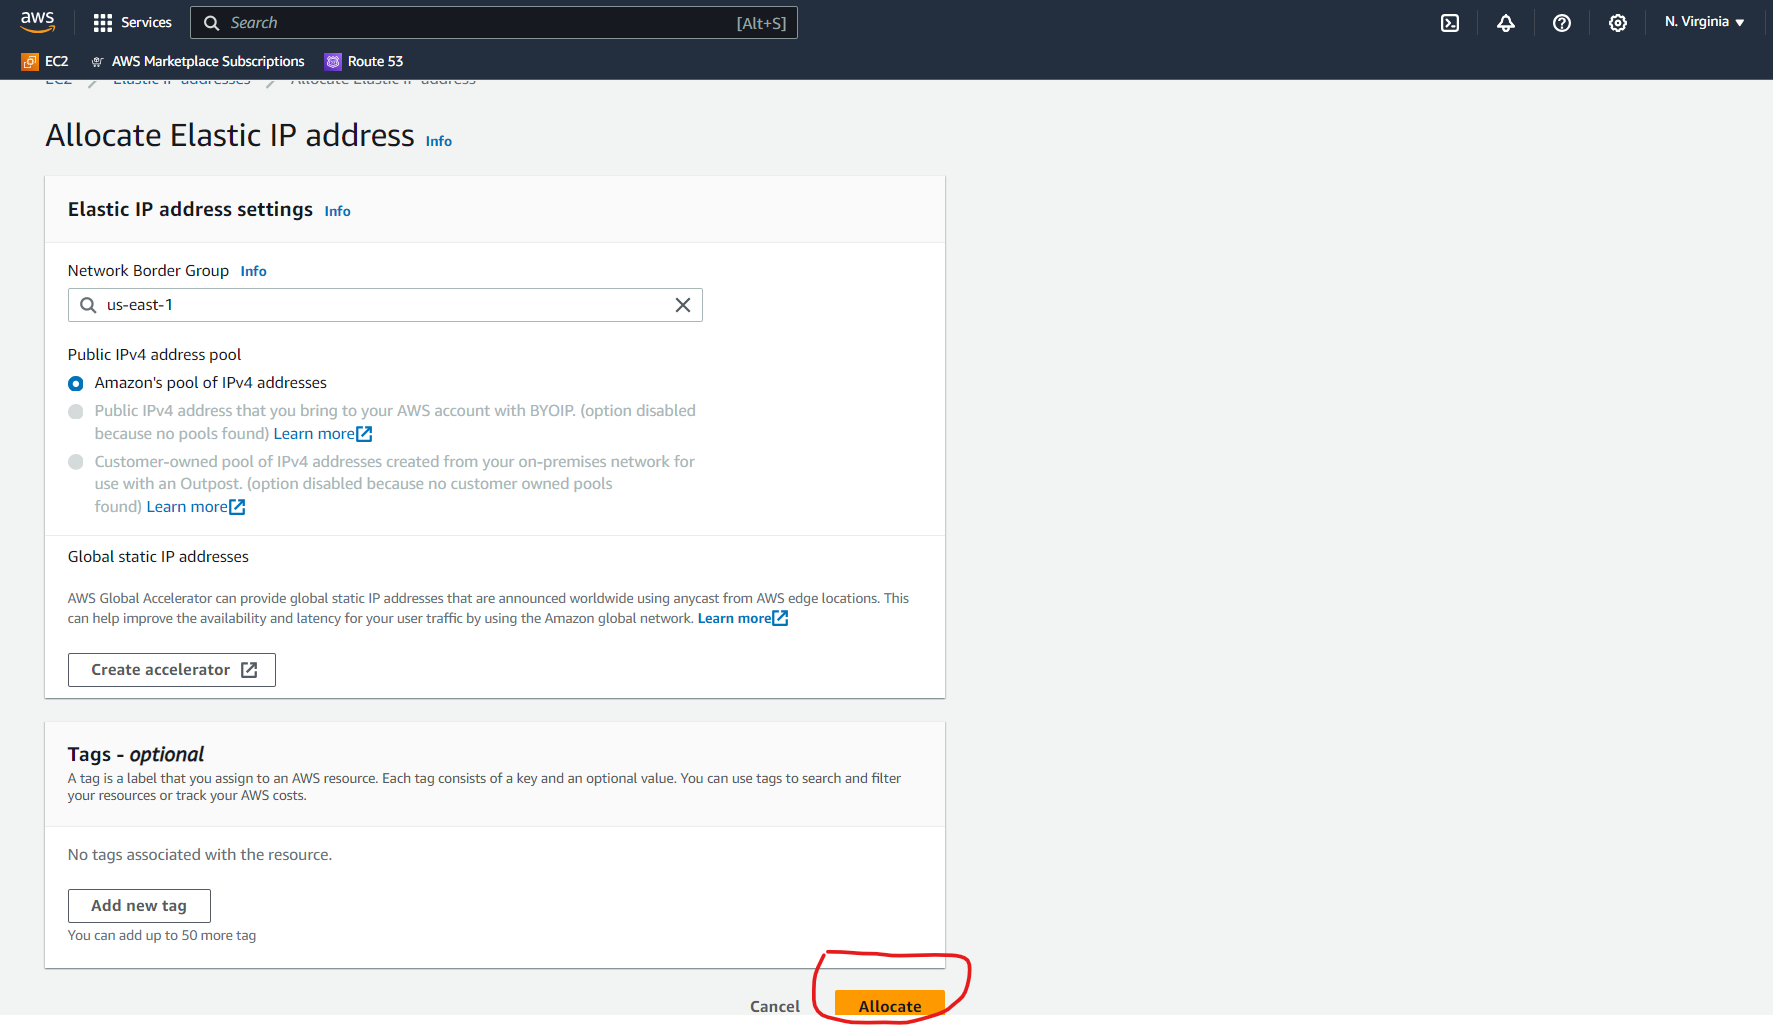 aws
Services
Search
[Alt+S]
N. Virginia
EC2
AWS Marketplace Subscriptions
Route 53
EC2
Elastic IP addresses
Allocate Elastic IP address
Allocate Elastic IP address Info
Elastic IP address settings Info
Network Border Group Info
us-east-1
Public IPv4 address pool
Amazon's pool of IPv4 addresses
Public IPv4 address that you bring to your AWS account with BYOIP. (option disabled
because no pools found) Learn more
Customer-owned pool of IPv4 addresses created from your on-premises network for
use with an Outpost. (option disabled because no customer owned pools
found) Learn more
Global static IP addresses
AWS Global Accelerator can provide global static IP addresses that are announced worldwide using anycast from AWS edge locations. This
can help improve the availability and latency for your user traffic by using the Amazon global network. Learn more
Create accelerator
Tags - optional
A tag is a label that you assign to an AWS resource. Each tag consists of a key and an optional value. You can use tags to search and filter
your resources or track your AWS costs.
No tags associated with the resource.
Add new tag
You can add up to 50 more tag
Cancel
Allocate